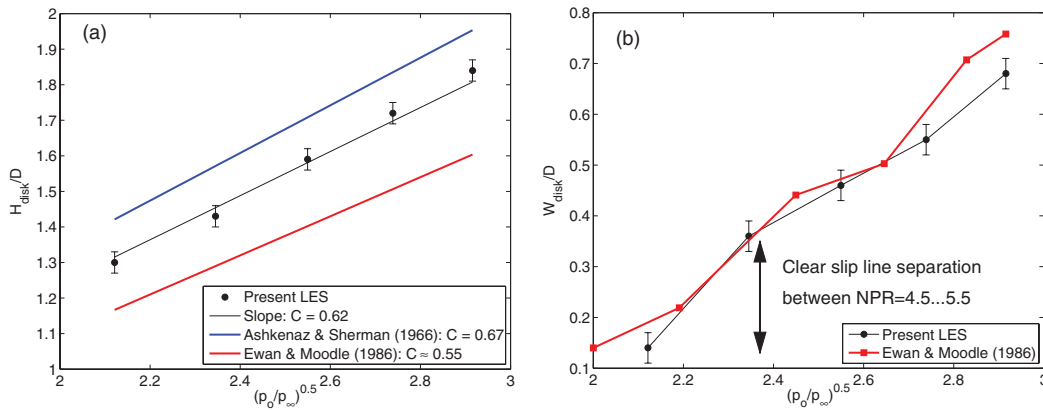 (a)
H_disk/D
2
1.9
1.8
1.7
1.6
1.5
1.4
1.3
1.2
1.1
1
2
2.2
2.4
2.6
2.8
3
(p_o/p_∞)^0.5
Present LES
Slope: C = 0.62
Ashkenaz & Sherman (1966): C = 0.67
Ewan & Moodle (1986): C ≈ 0.55
(b)
W_disk/D
0.8
0.7
0.6
0.5
0.4
0.3
0.2
0.1
2
2.2
2.4
2.6
2.8
3
(p_o/p_∞)^0.5
Clear slip line separation
between NPR=4.5...5.5
Present LES
Ewan & Moodle (1986)